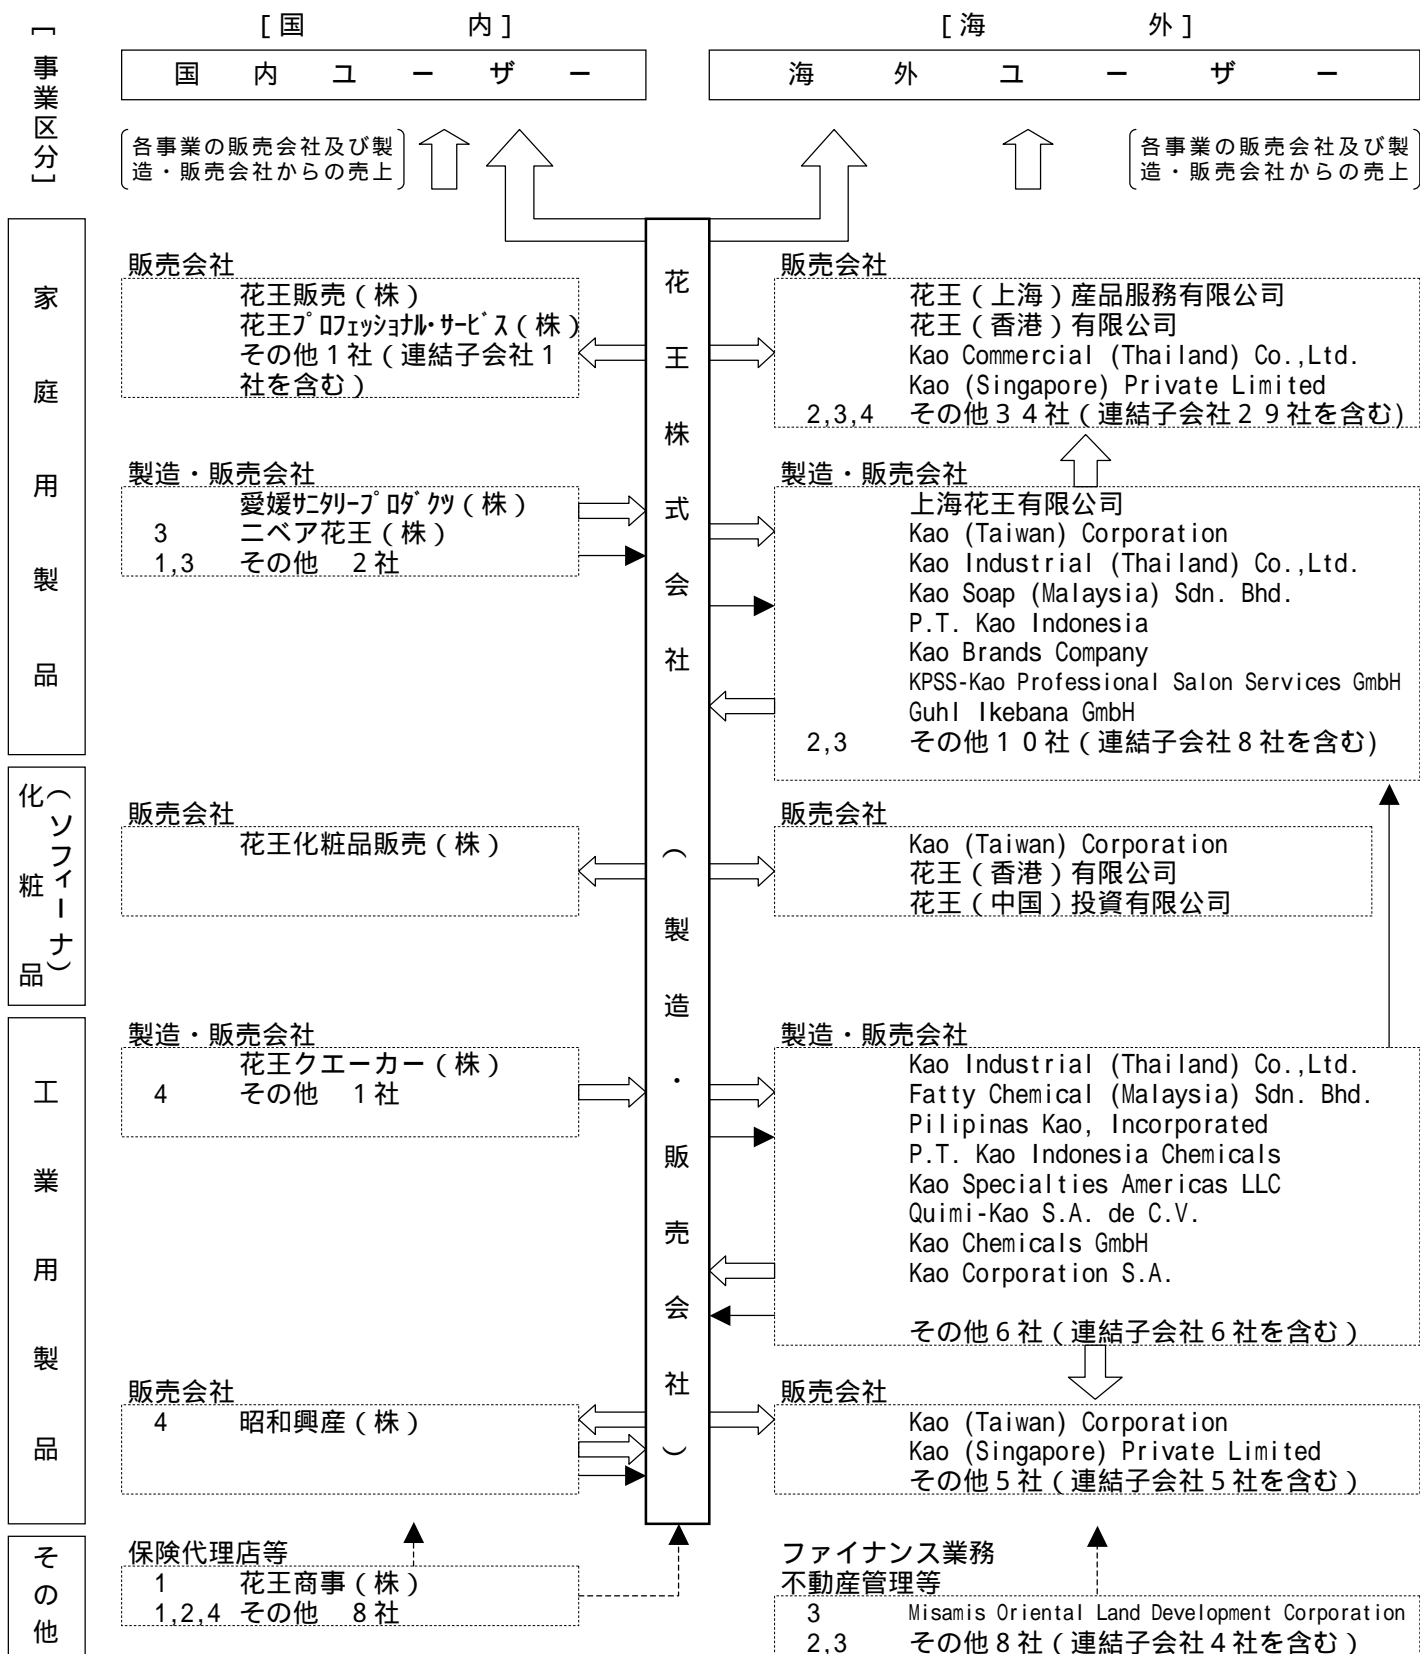 [事業区分]
[国　内]
[海　外]
国内ユーザー
海外ユーザー
各事業の販売会社及び製
造・販売会社からの売上
各事業の販売会社及び製
造・販売会社からの売上
花王株式会社（製造・販売会社）
家庭用製品
販売会社
花王販売（株）
花王プロフェッショナル・サービス（株）
その他１社（連結子会社１
社を含む）
販売会社
花王（上海）産品服務有限公司
花王（香港）有限公司
Kao Commercial (Thailand) Co.,Ltd.
Kao (Singapore) Private Limited
2,3,4 その他３４社（連結子会社２９社を含む)
製造・販売会社
愛媛サニタリープロダクツ（株）
3 ニベア花王（株）
1,3 その他　２社
製造・販売会社
上海花王有限公司
Kao (Taiwan) Corporation
Kao Industrial (Thailand) Co.,Ltd.
Kao Soap (Malaysia) Sdn. Bhd.
P.T. Kao Indonesia
Kao Brands Company
KPSS-Kao Professional Salon Services GmbH
Guhl Ikebana GmbH
2,3 その他１０社（連結子会社８社を含む)
化粧品
（ソフィーナ）
販売会社
花王化粧品販売（株）
販売会社
Kao (Taiwan) Corporation
花王（香港）有限公司
花王（中国）投資有限公司
工業用製品
製造・販売会社
花王クエーカー（株）
4 その他　１社
製造・販売会社
Kao Industrial (Thailand) Co.,Ltd.
Fatty Chemical (Malaysia) Sdn. Bhd.
Pilipinas Kao, Incorporated
P.T. Kao Indonesia Chemicals
Kao Specialties Americas LLC
Quimi-Kao S.A. de C.V.
Kao Chemicals GmbH
Kao Corporation S.A.
その他６社（連結子会社６社を含む）
販売会社
4 昭和興産（株）
販売会社
Kao (Taiwan) Corporation
Kao (Singapore) Private Limited
その他５社（連結子会社５社を含む）
その他
保険代理店等
1 花王商事（株）
1,2,4 その他　８社
ファイナンス業務
不動産管理等
3 Misamis Oriental Land Development Corporation
2,3 その他８社（連結子会社４社を含む）